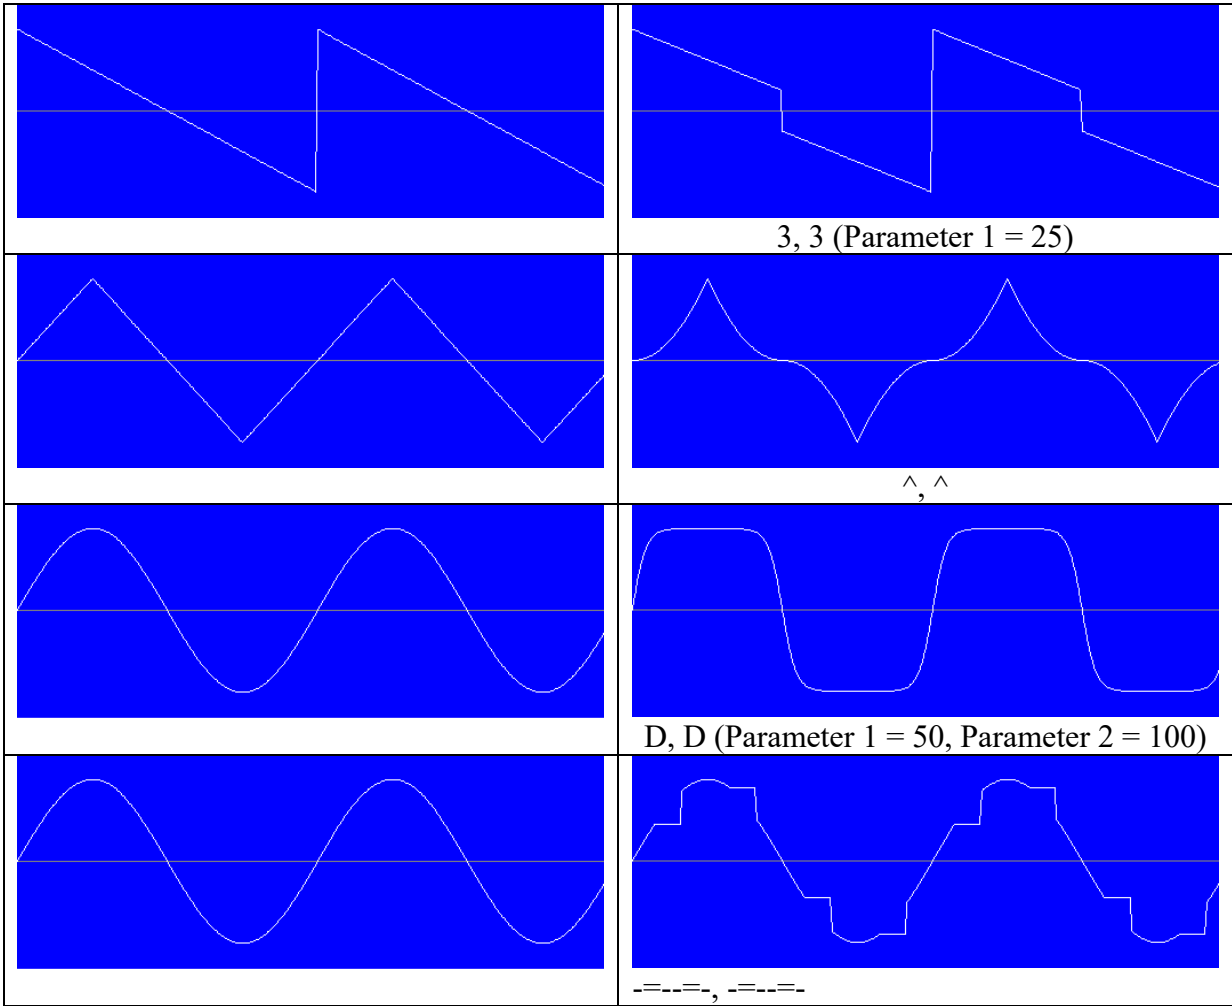 3, 3 (Parameter 1 = 25)
^, ^
D, D (Parameter 1 = 50, Parameter 2 = 100)
-=--=-, -=--=-